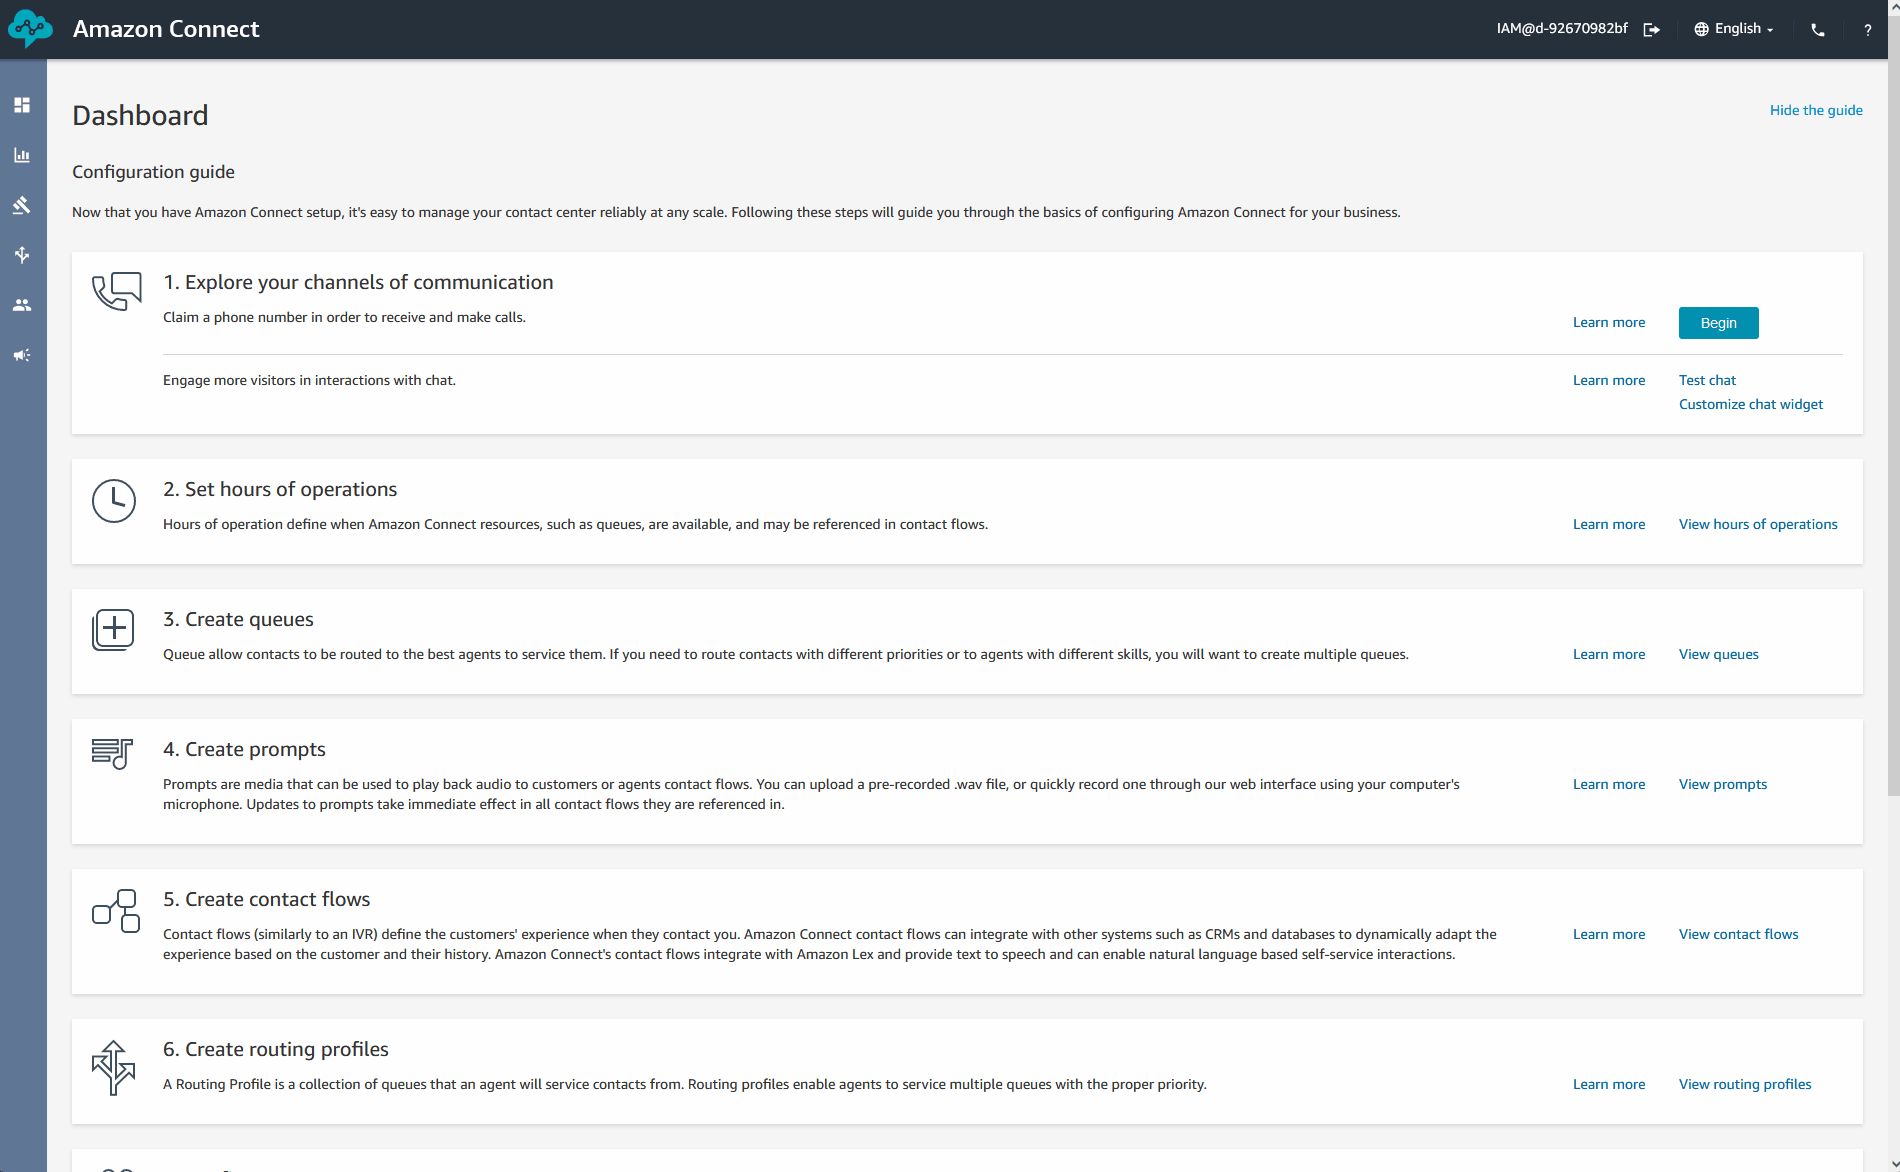 Amazon Connect
IAM@d-92670982bf
English
?
Dashboard
Hide the guide
Configuration guide
Now that you have Amazon Connect setup, it's easy to manage your contact center reliably at any scale. Following these steps will guide you through the basics of configuring Amazon Connect for your business.
1. Explore your channels of communication
Claim a phone number in order to receive and make calls.
Learn more
Begin
Engage more visitors in interactions with chat.
Learn more
Test chat
Customize chat widget
2. Set hours of operations
Hours of operation define when Amazon Connect resources, such as queues, are available, and may be referenced in contact flows.
Learn more
View hours of operations
3. Create queues
Queue allow contacts to be routed to the best agents to service them. If you need to route contacts with different priorities or to agents with different skills, you will want to create multiple queues.
Learn more
View queues
4. Create prompts
Prompts are media that can be used to play back audio to customers or agents contact flows. You can upload a pre-recorded .wav file, or quickly record one through our web interface using your computer's
microphone. Updates to prompts take immediate effect in all contact flows they are referenced in.
Learn more
View prompts
5. Create contact flows
Contact flows (similarly to an IVR) define the customers' experience when they contact you. Amazon Connect contact flows can integrate with other systems such as CRMs and databases to dynamically adapt the
experience based on the customer and their history. Amazon Connect's contact flows integrate with Amazon Lex and provide text to speech and can enable natural language based self-service interactions.
Learn more
View contact flows
6. Create routing profiles
A Routing Profile is a collection of queues that an agent will service contacts from. Routing profiles enable agents to service multiple queues with the proper priority.
Learn more
View routing profiles